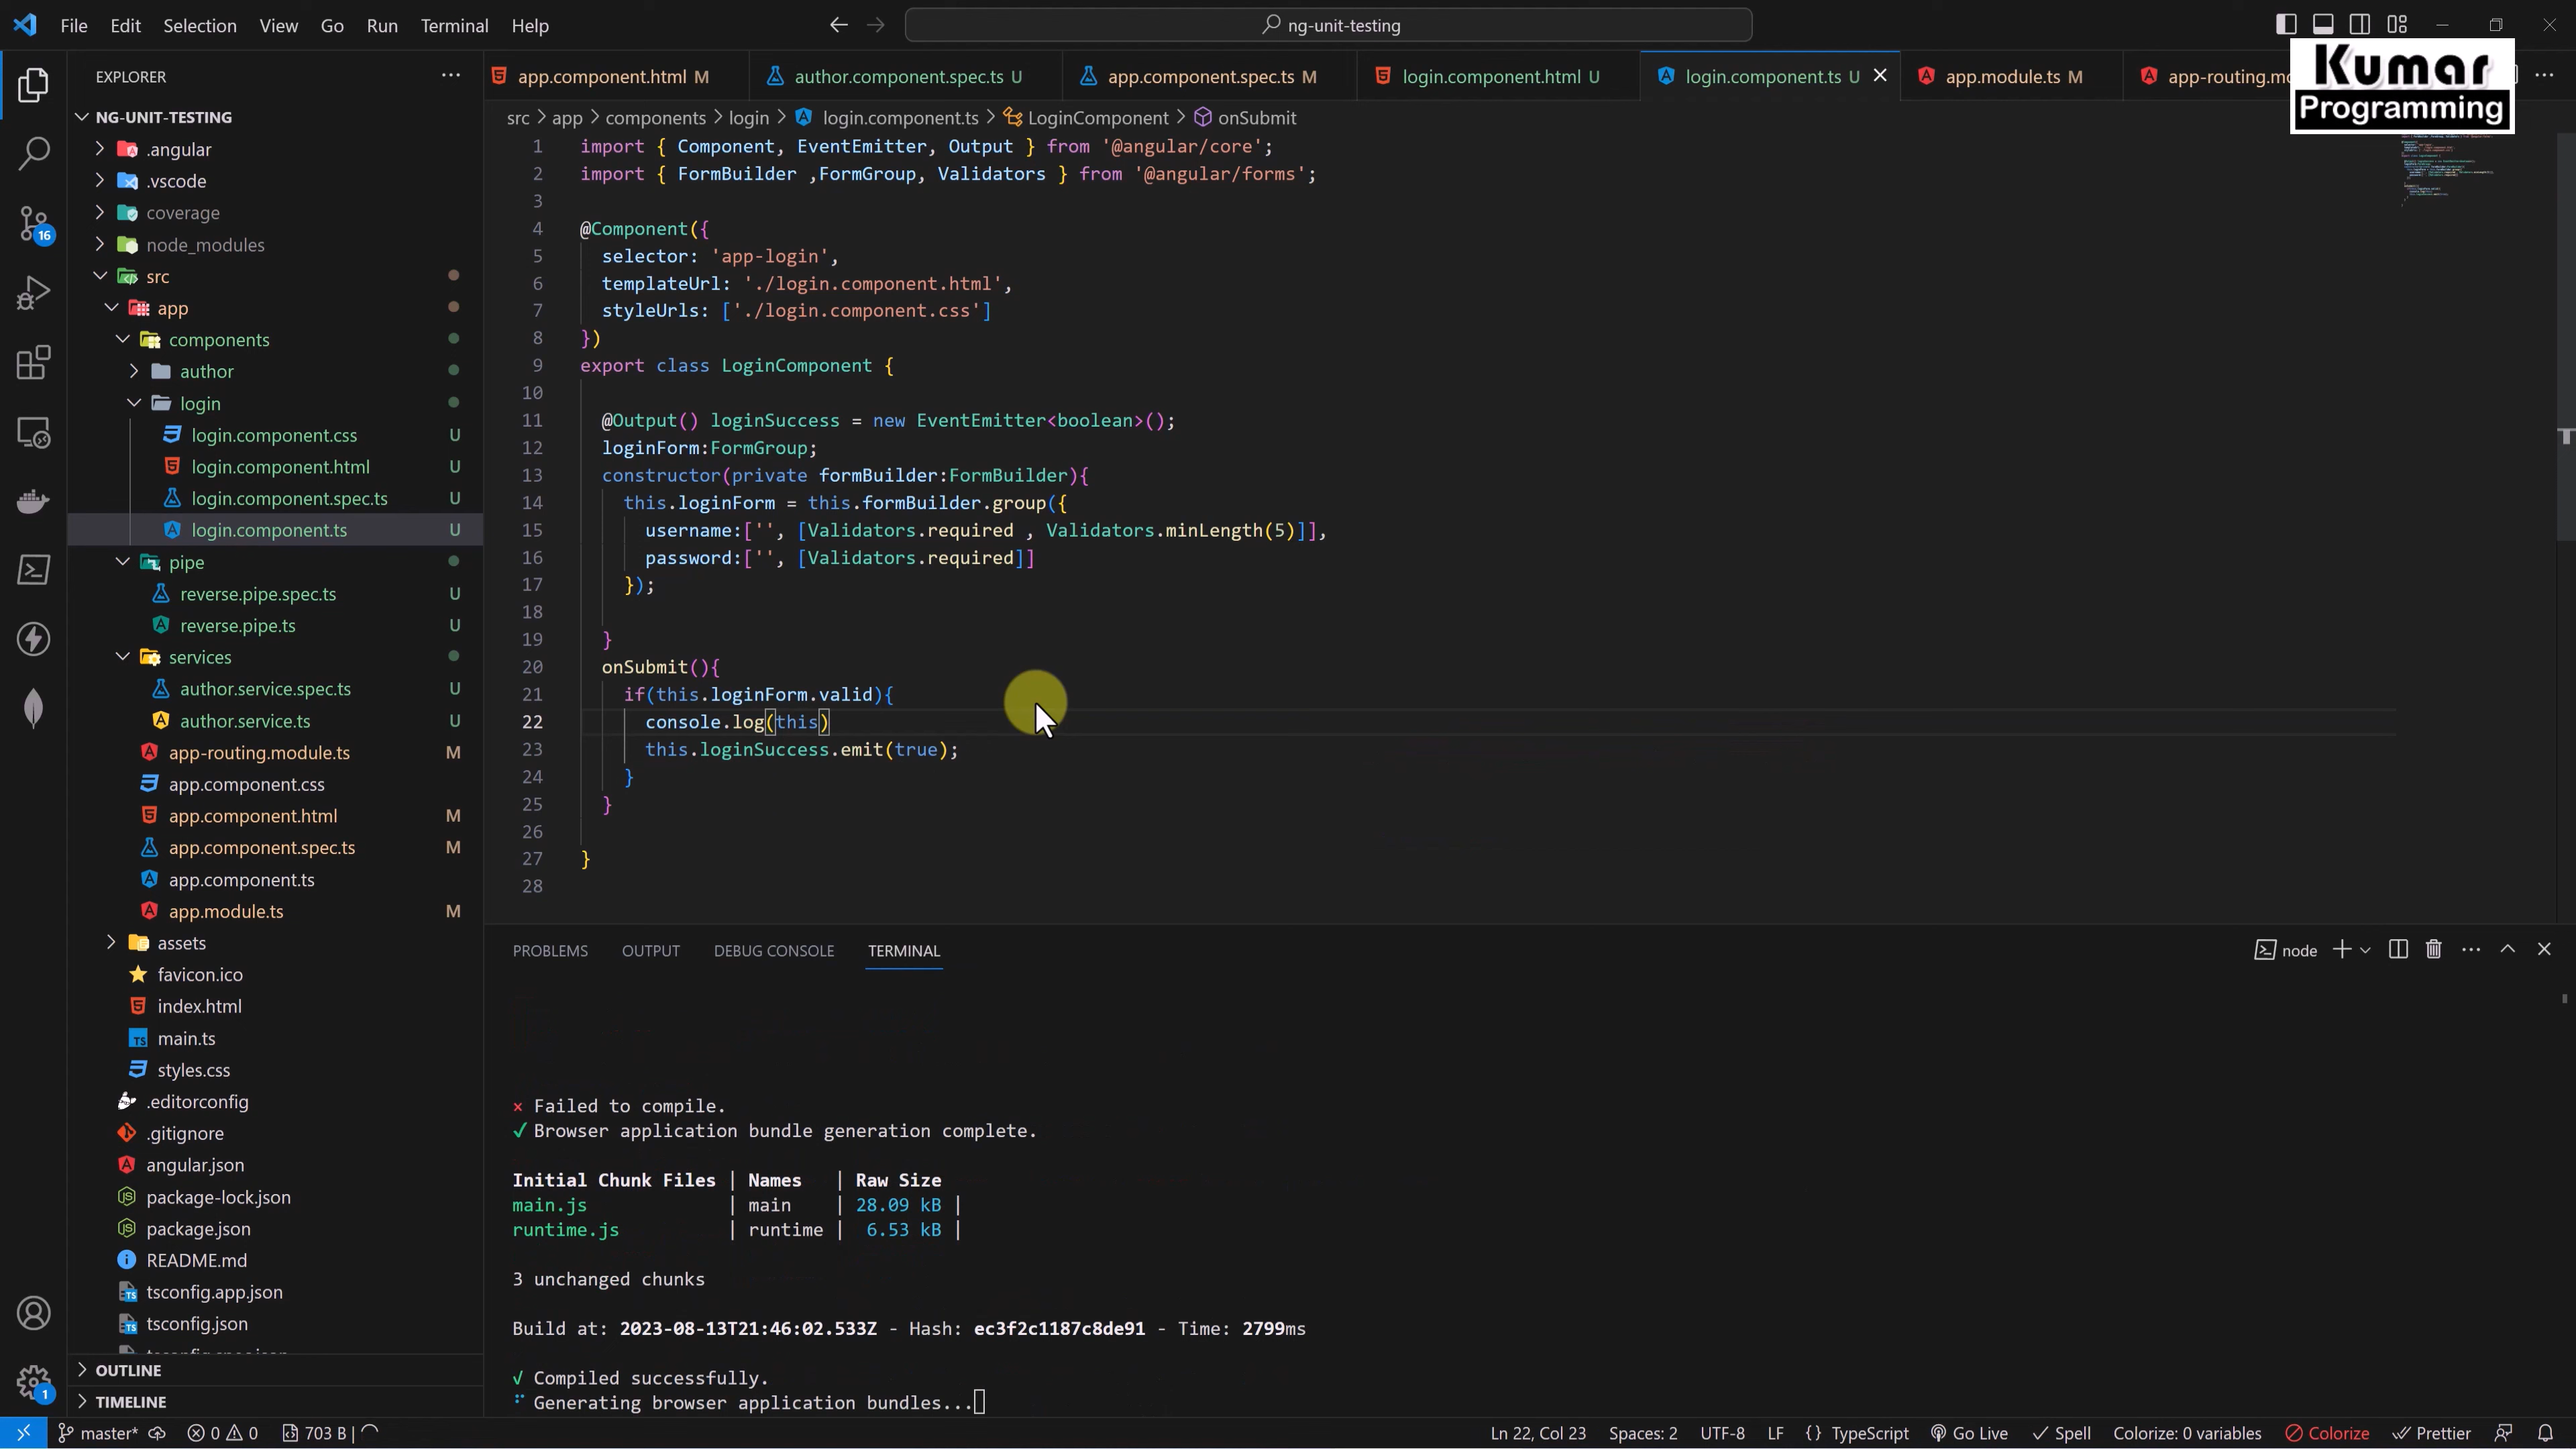 File Edit Selection View Go Run Terminal Help
ng-unit-testing
Kumar
Programming
EXPLORER
NG-UNIT-TESTING
.angular
.vscode
coverage
node_modules
src
app
components
author
login
login.component.css U
login.component.html U
login.component.spec.ts U
login.component.ts U
pipe
reverse.pipe.spec.ts U
reverse.pipe.ts U
services
author.service.spec.ts U
author.service.ts U
app-routing.module.ts M
app.component.css
app.component.html M
app.component.spec.ts M
app.component.ts
app.module.ts M
assets
favicon.ico
index.html
main.ts
styles.css
.editorconfig
.gitignore
angular.json
package-lock.json
package.json
README.md
tsconfig.app.json
tsconfig.json
OUTLINE
TIMELINE
16
1
app.component.html M author.component.spec.ts U app.component.spec.ts M login.component.html U login.component.ts U app.module.ts M
src > app > components > login > login.component.ts > LoginComponent > onSubmit
1 import { Component, EventEmitter, Output } from '@angular/core';
2 import { FormBuilder ,FormGroup, Validators } from '@angular/forms';
3
4 @Component({
5 selector: 'app-login',
6 templateUrl: './login.component.html',
7 styleUrls: ['./login.component.css']
8 })
9 export class LoginComponent {
10
11 @Output() loginSuccess = new EventEmitter<boolean>();
12 loginForm:FormGroup;
13 constructor(private formBuilder:FormBuilder){
14 this.loginForm = this.formBuilder.group({
15 username:['', [Validators.required , Validators.minLength(5)]],
16 password:['', [Validators.required]]
17 });
18
19 }
20 onSubmit(){
21 if(this.loginForm.valid){
22 console.log(this)
23 this.loginSuccess.emit(true);
24 }
25 }
26
27 }
28
PROBLEMS OUTPUT DEBUG CONSOLE TERMINAL
node
× Failed to compile.
✓ Browser application bundle generation complete.
Initial Chunk Files | Names | Raw Size
main.js | main | 28.09 kB |
runtime.js | runtime | 6.53 kB |
3 unchanged chunks
Build at: 2023-08-13T21:46:02.533Z - Hash: ec3f2c1187c8de91 - Time: 2799ms
√ Compiled successfully.
Generating browser application bundles...
master* 0 0 703 B | Ln 22, Col 23 Spaces: 2 UTF-8 LF {} TypeScript Go Live Spell Colorize: 0 variables Colorize Prettier